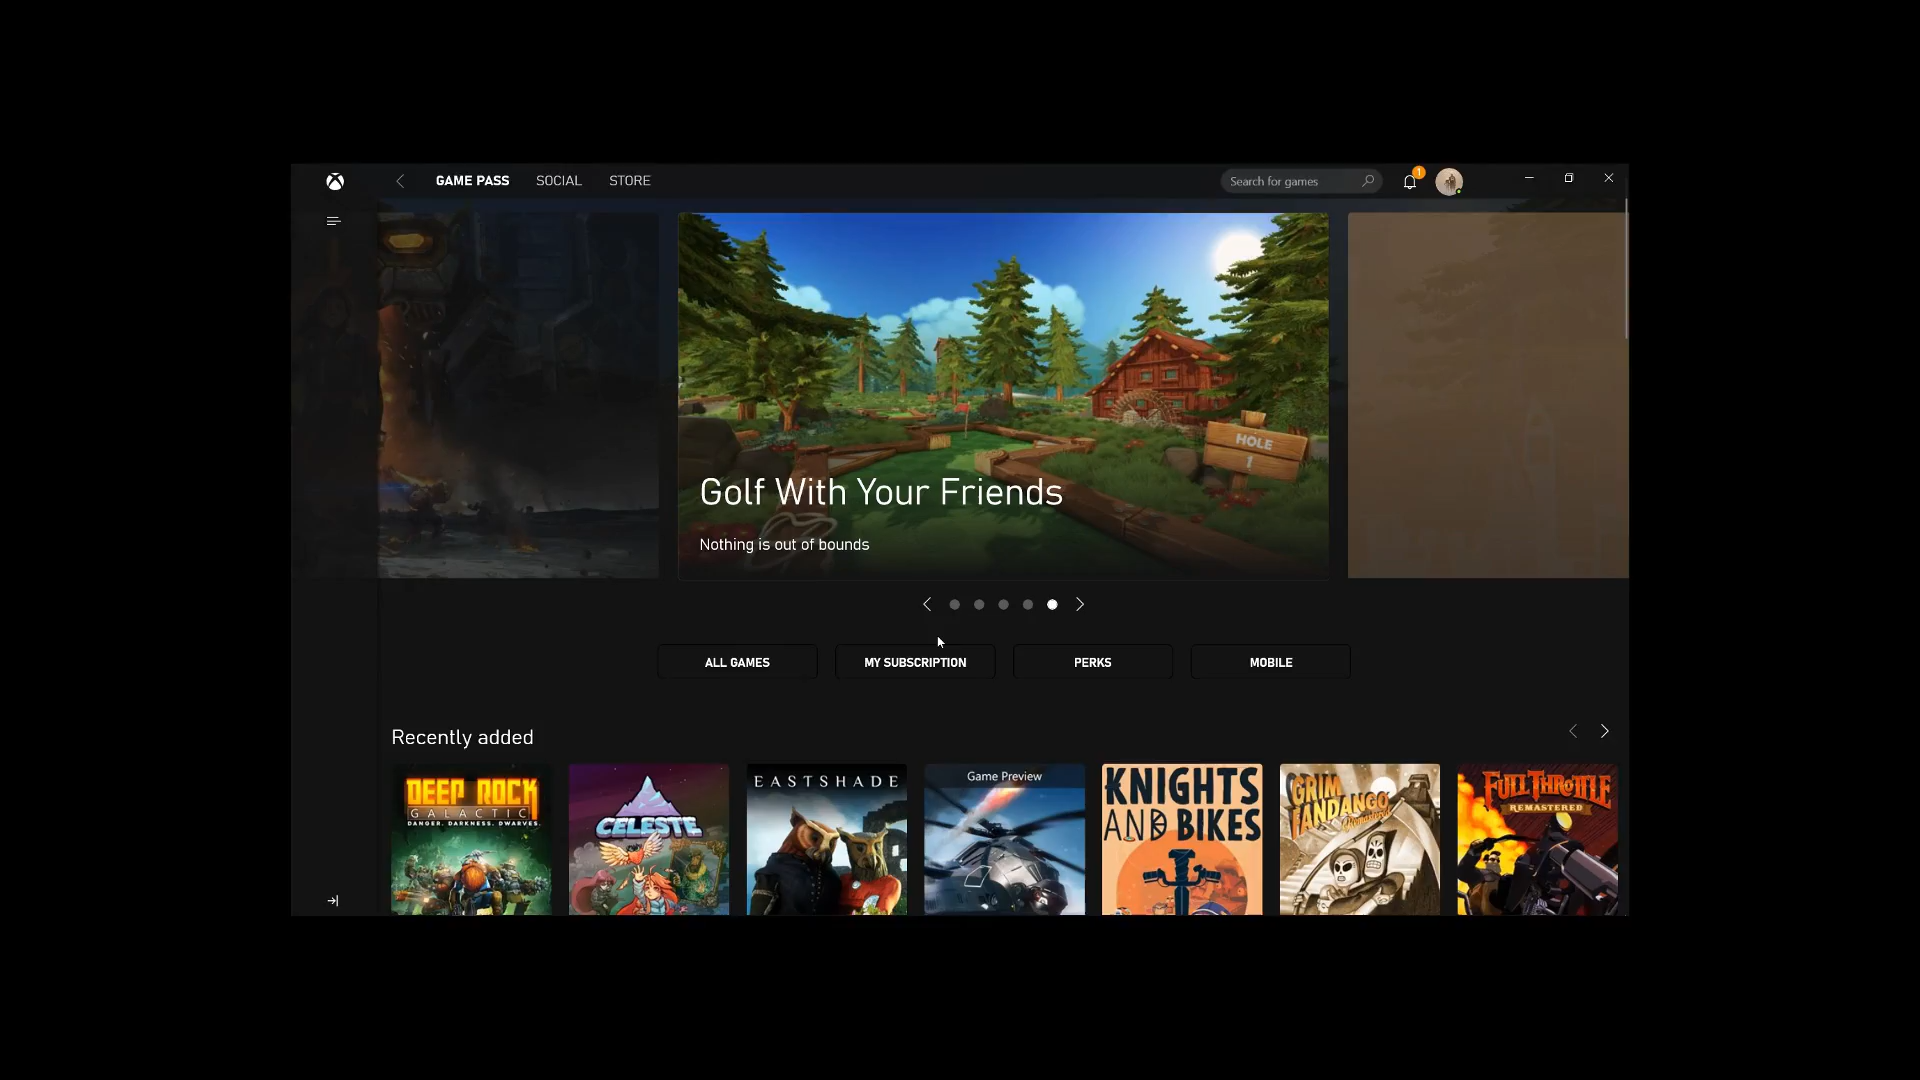 GAME PASS SOCIAL STORE
Search for games
1
HOLE
1
Golf With Your Friends
Nothing is out of bounds
ALL GAMES MY SUBSCRIPTION PERKS MOBILE
Recently added
DEEP ROCK
GALACTIC
DANGER. DARKNESS. DWARVES.
CELESTE
EASTSHADE
Game Preview
KNIGHTS
AND BIKES
GRIM
FANDANGO
Remastered
FULL THROTTLE
REMASTERED